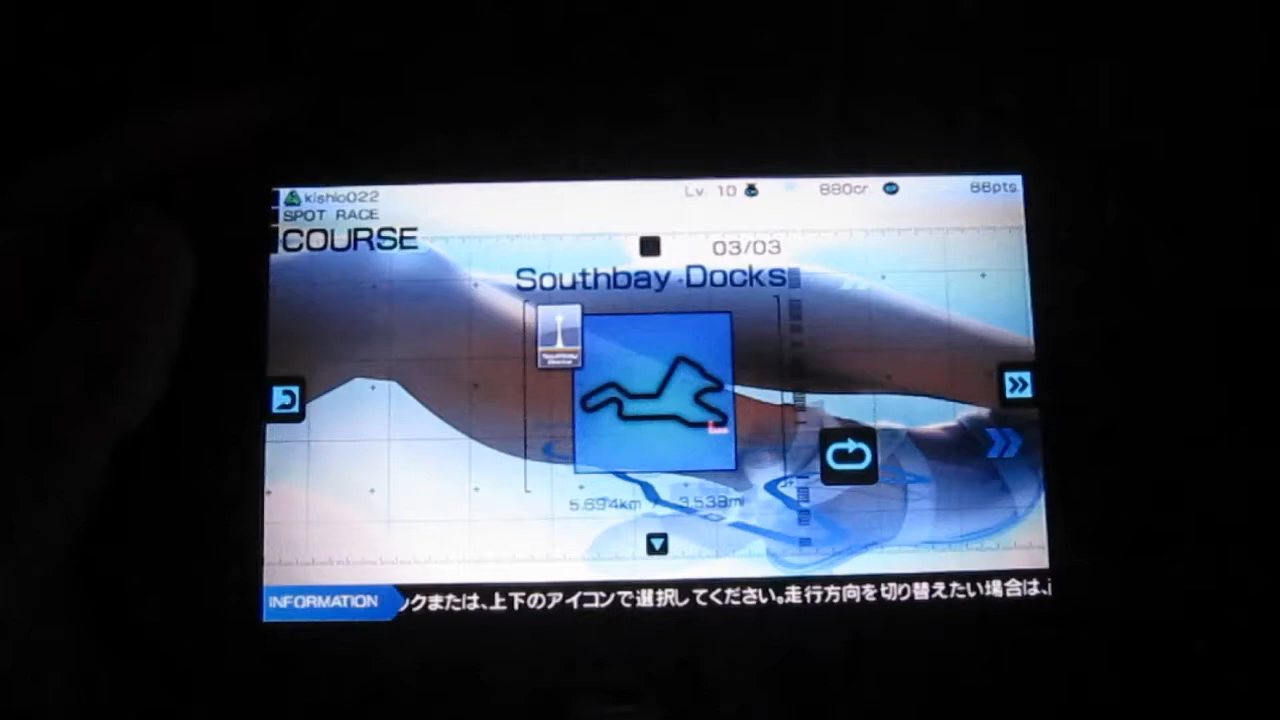 kishio022
SPOT RACE
COURSE
Lv 10
880cr
88pts.
03/03
Southbay Docks
5.694km / 3.538mi
INFORMATION
ックまたは、上下のアイコンで選択してください。走行方向を切り替えたい場合は、i